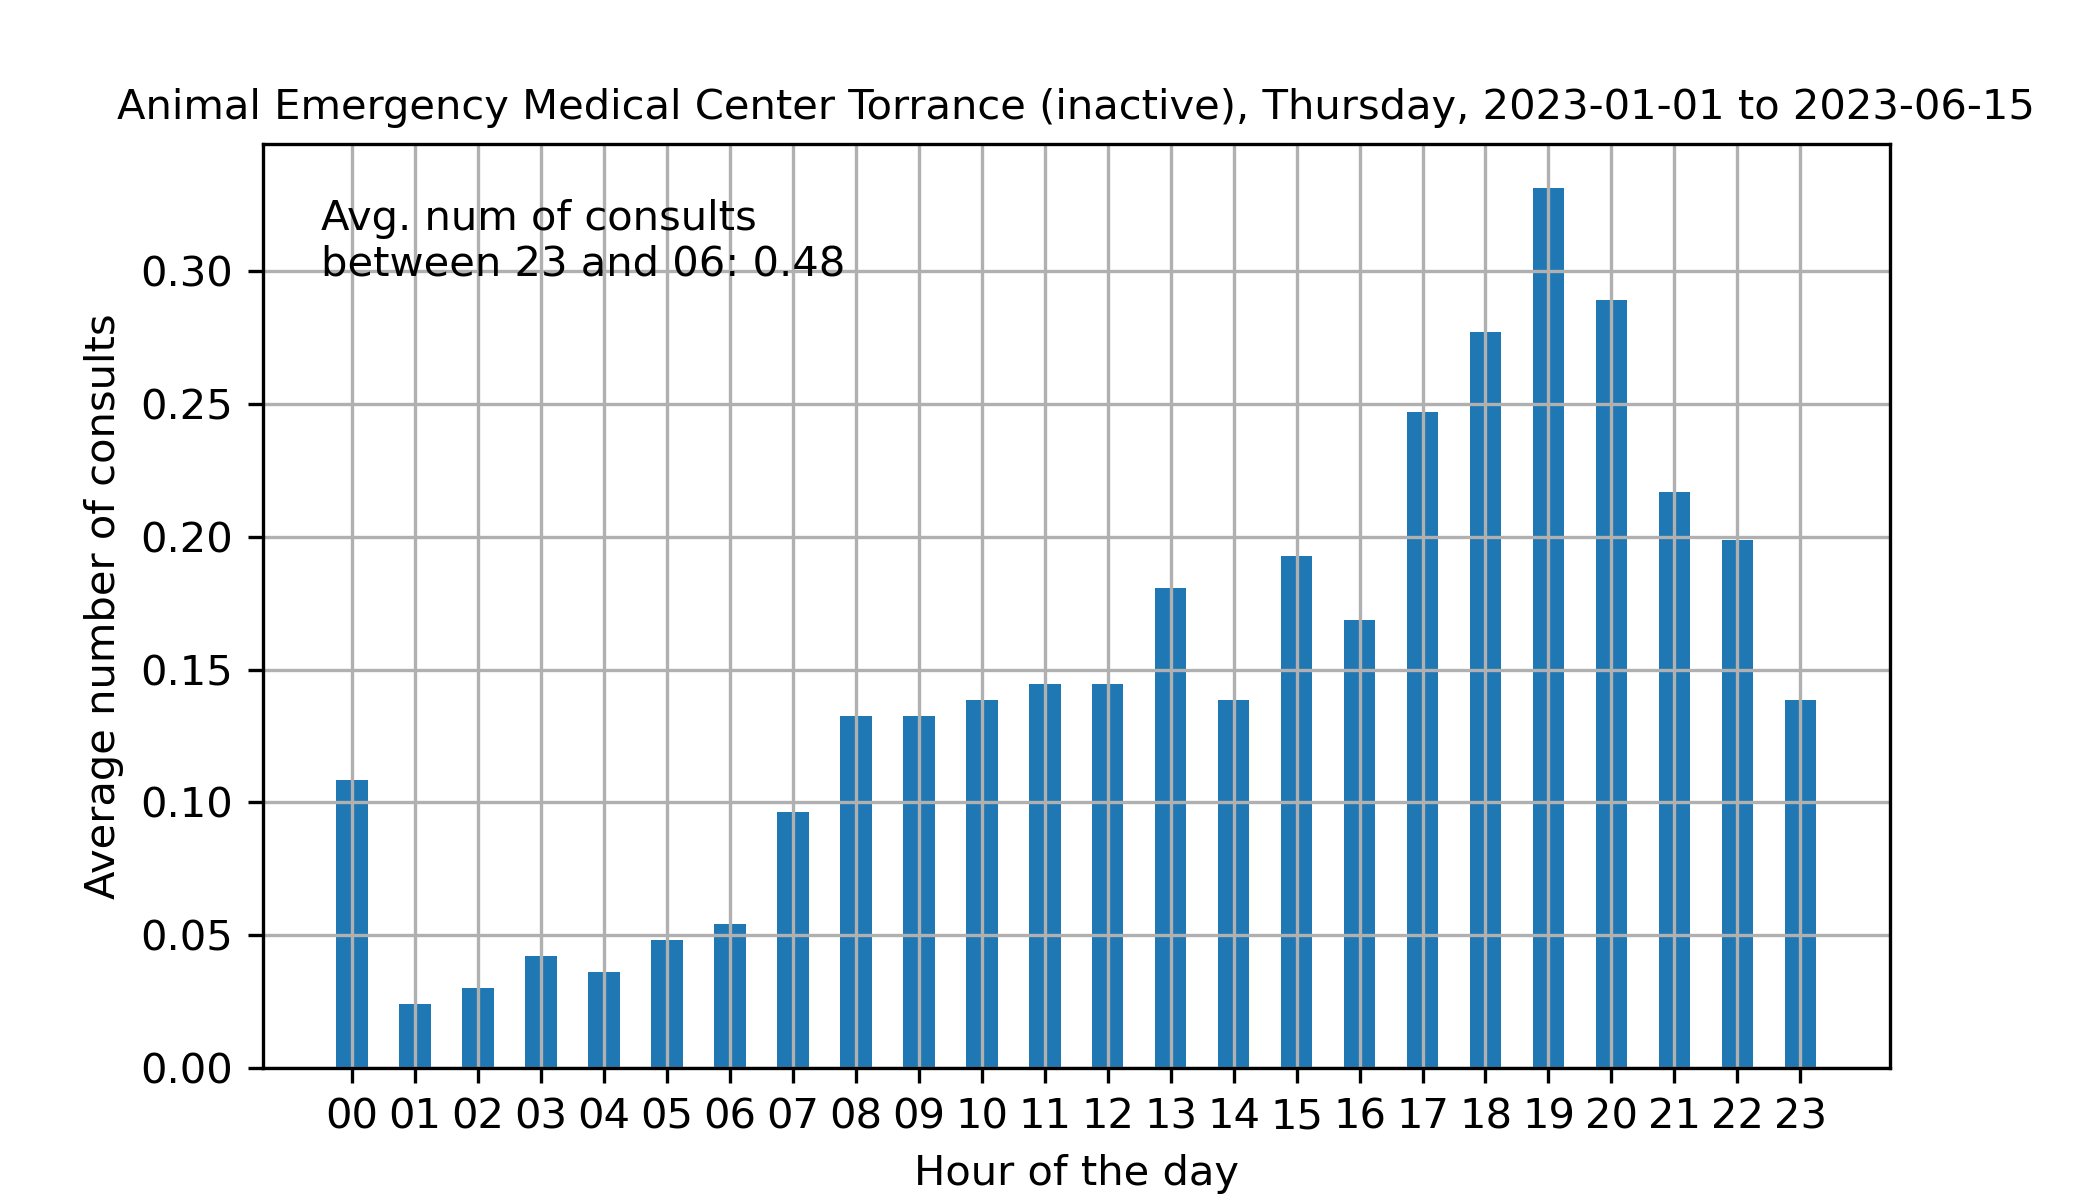 Animal Emergency Medical Center Torrance (inactive), Thursday, 2023-01-01 to 2023-06-15
Avg. num of consults
between 23 and 06: 0.48
Average number of consults
0.30
0.25
0.20
0.15
0.10
0.05
0.00
00 01 02 03 04 05 06 07 08 09 10 11 12 13 14 15 16 17 18 19 20 21 22 23
Hour of the day